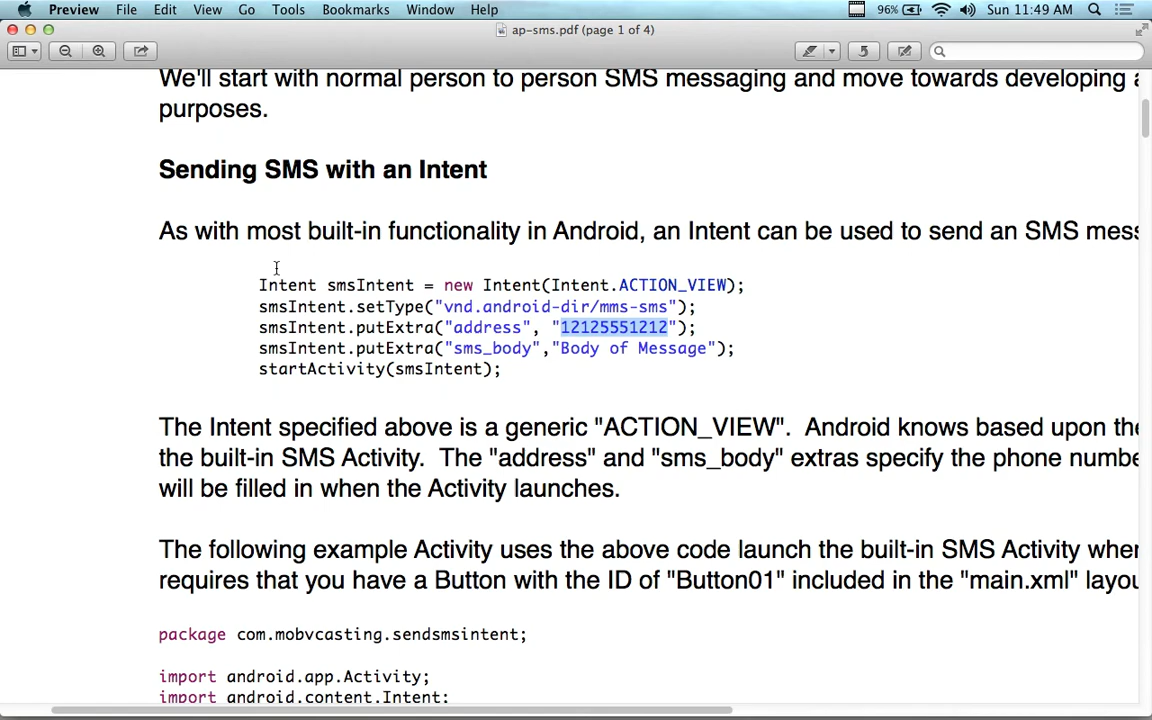 Preview File Edit View Go Tools Bookmarks Window Help 96% Sun 11:49 AM
ap-sms.pdf (page 1 of 4)
We'll start with normal person to person SMS messaging and move towards developing a
purposes.
Sending SMS with an Intent
As with most built-in functionality in Android, an Intent can be used to send an SMS mess
Intent smsIntent = new Intent(Intent.ACTION_VIEW);
smsIntent.setType("vnd.android-dir/mms-sms");
smsIntent.putExtra("address", "12125551212");
smsIntent.putExtra("sms_body","Body of Message");
startActivity(smsIntent);
The Intent specified above is a generic "ACTION_VIEW".  Android knows based upon the
the built-in SMS Activity.  The "address" and "sms_body" extras specify the phone numbe
will be filled in when the Activity launches.
The following example Activity uses the above code launch the built-in SMS Activity when
requires that you have a Button with the ID of "Button01" included in the "main.xml" layou
package com.mobvcasting.sendsmsintent;
import android.app.Activity;
import android.content.Intent;